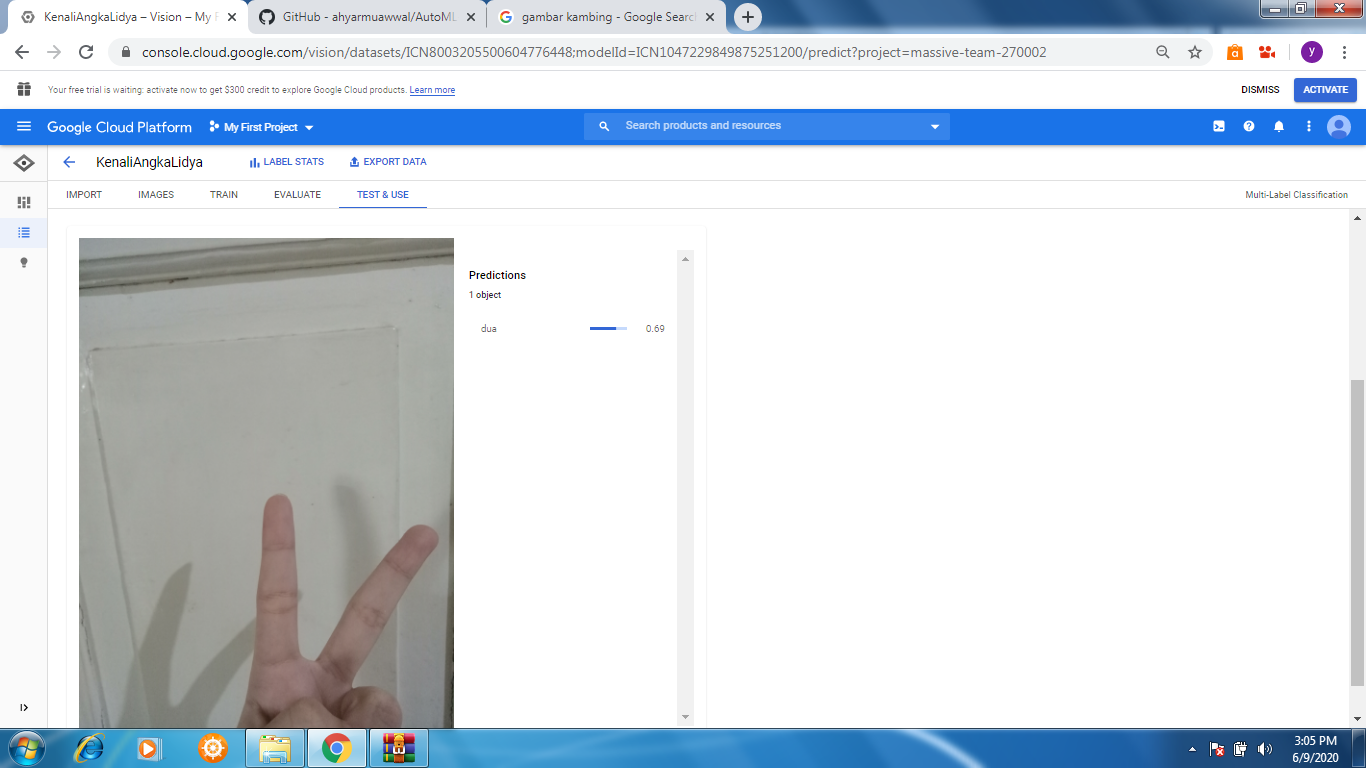 KenaliAngkaLidya – Vision – My F
GitHub - ahyarmuawwal/AutoML
gambar kambing - Google Search
console.cloud.google.com/vision/datasets/ICN8003205500604776448;modelId=ICN1047229849875251200/predict?project=massive-team-270002
y
Your free trial is waiting: activate now to get $300 credit to explore Google Cloud products. Learn more
DISMISS
ACTIVATE
Google Cloud Platform
My First Project
Search products and resources
KenaliAngkaLidya
LABEL STATS
EXPORT DATA
IMPORT
IMAGES
TRAIN
EVALUATE
TEST & USE
Multi-Label Classification
Predictions
1 object
dua
0.69
3:05 PM
6/9/2020